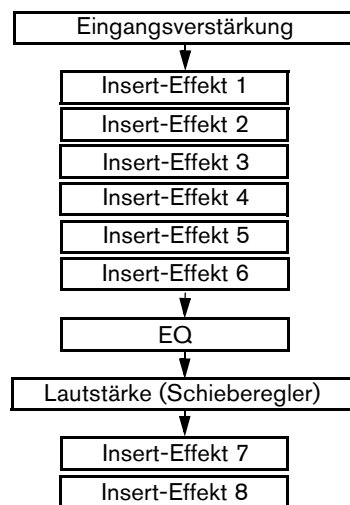 Eingangsverstärkung
Insert-Effekt 1
Insert-Effekt 2
Insert-Effekt 3
Insert-Effekt 4
Insert-Effekt 5
Insert-Effekt 6
EQ
Lautstärke (Schieberegler)
Insert-Effekt 7
Insert-Effekt 8